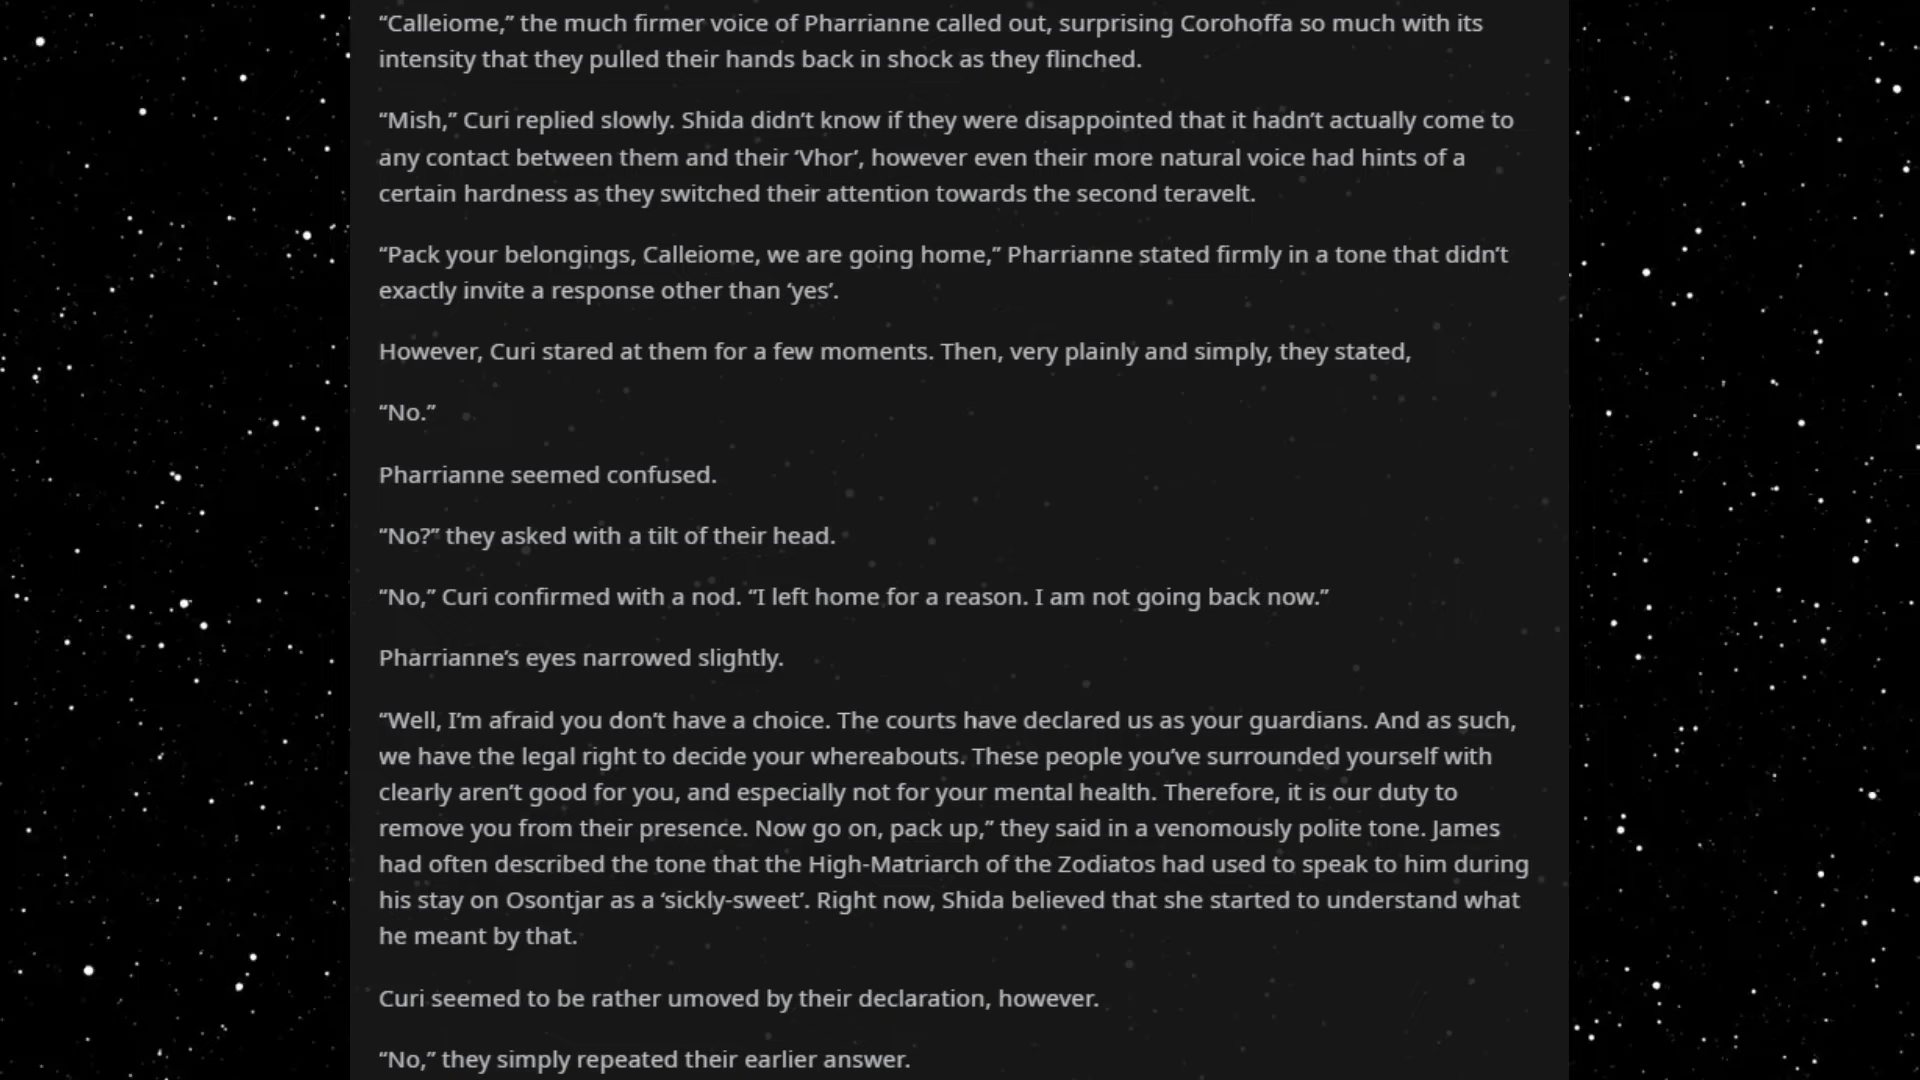 “Calleiome,” the much firmer voice of Pharrianne called out, surprising Corohoffa so much with its
intensity that they pulled their hands back in shock as they flinched.
“Mish,” Curi replied slowly. Shida didn’t know if they were disappointed that it hadn’t actually come to
any contact between them and their ‘Vhor’, however even their more natural voice had hints of a
certain hardness as they switched their attention towards the second teravelt.
“Pack your belongings, Calleiome, we are going home,” Pharrianne stated firmly in a tone that didn’t
exactly invite a response other than ‘yes’.
However, Curi stared at them for a few moments. Then, very plainly and simply, they stated,
“No.”
Pharrianne seemed confused.
“No?” they asked with a tilt of their head.
“No,” Curi confirmed with a nod. “I left home for a reason. I am not going back now.”
Pharrianne’s eyes narrowed slightly.
“Well, I’m afraid you don’t have a choice. The courts have declared us as your guardians. And as such,
we have the legal right to decide your whereabouts. These people you’ve surrounded yourself with
clearly aren’t good for you, and especially not for your mental health. Therefore, it is our duty to
remove you from their presence. Now go on, pack up,” they said in a venomously polite tone. James
had often described the tone that the High-Matriarch of the Zodiatos had used to speak to him during
his stay on Osontjar as a ‘sickly-sweet’. Right now, Shida believed that she started to understand what
he meant by that.
Curi seemed to be rather umoved by their declaration, however.
“No,” they simply repeated their earlier answer.